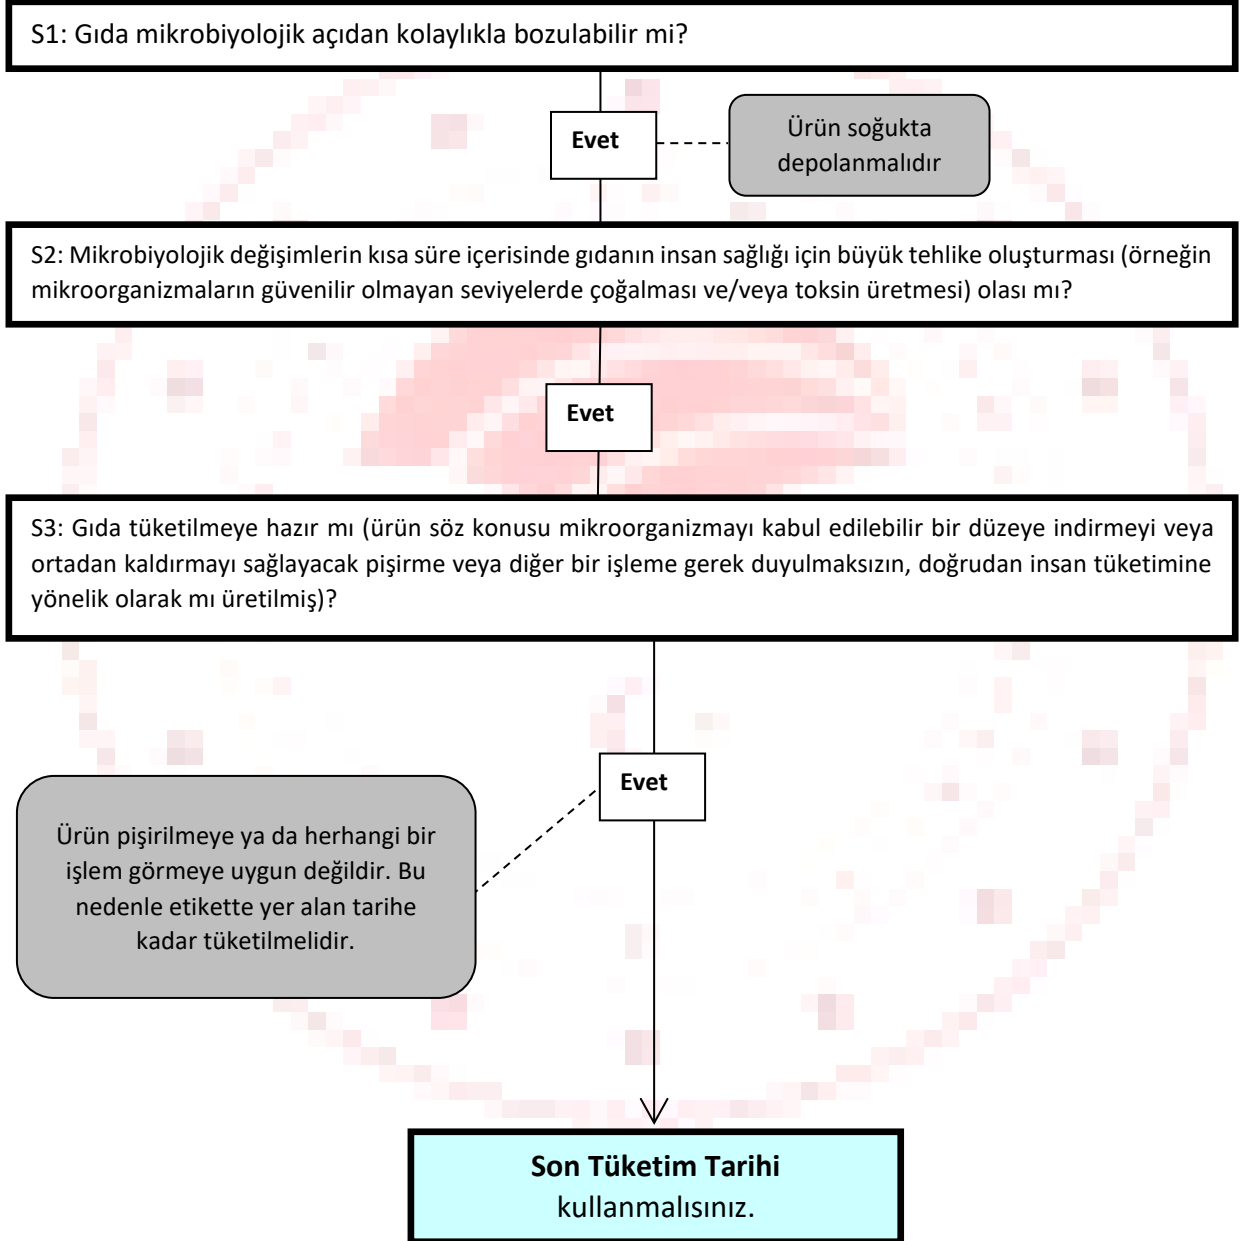 S1: Gıda mikrobiyolojik açıdan kolaylıkla bozulabilir mi?
Evet
Ürün soğukta
depolanmalıdır
S2: Mikrobiyolojik değişimlerin kısa süre içerisinde gıdanın insan sağlığı için büyük tehlike oluşturması (örneğin
mikroorganizmaların güvenilir olmayan seviyelerde çoğalması ve/veya toksin üretmesi) olası mı?
Evet
S3: Gıda tüketilmeye hazır mı (ürün söz konusu mikroorganizmayı kabul edilebilir bir düzeye indirmeyi veya
ortadan kaldırmayı sağlayacak pişirme veya diğer bir işleme gerek duyulmaksızın, doğrudan insan tüketimine
yönelik olarak mı üretilmiş)?
Evet
Ürün pişirilmeye ya da herhangi bir
işlem görmeye uygun değildir. Bu
nedenle etikette yer alan tarihe
kadar tüketilmelidir.
Son Tüketim Tarihi
kullanmalısınız.